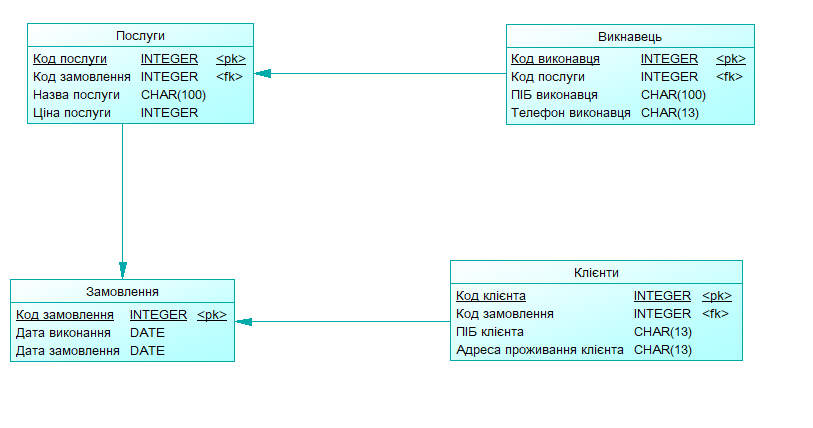 Послуги
Код послуги INTEGER <pk>
Код замовлення INTEGER <fk>
Назва послуги CHAR(100)
Ціна послуги INTEGER
Викнавець
Код виконавця INTEGER <pk>
Код послуги INTEGER <fk>
ПІБ виконавця CHAR(100)
Телефон виконавця CHAR(13)
Замовлення
Код замовлення INTEGER <pk>
Дата виконання DATE
Дата замовлення DATE
Клієнти
Код клієнта INTEGER <pk>
Код замовлення INTEGER <fk>
ПІБ клієнта CHAR(13)
Адреса проживання клієнта CHAR(13)